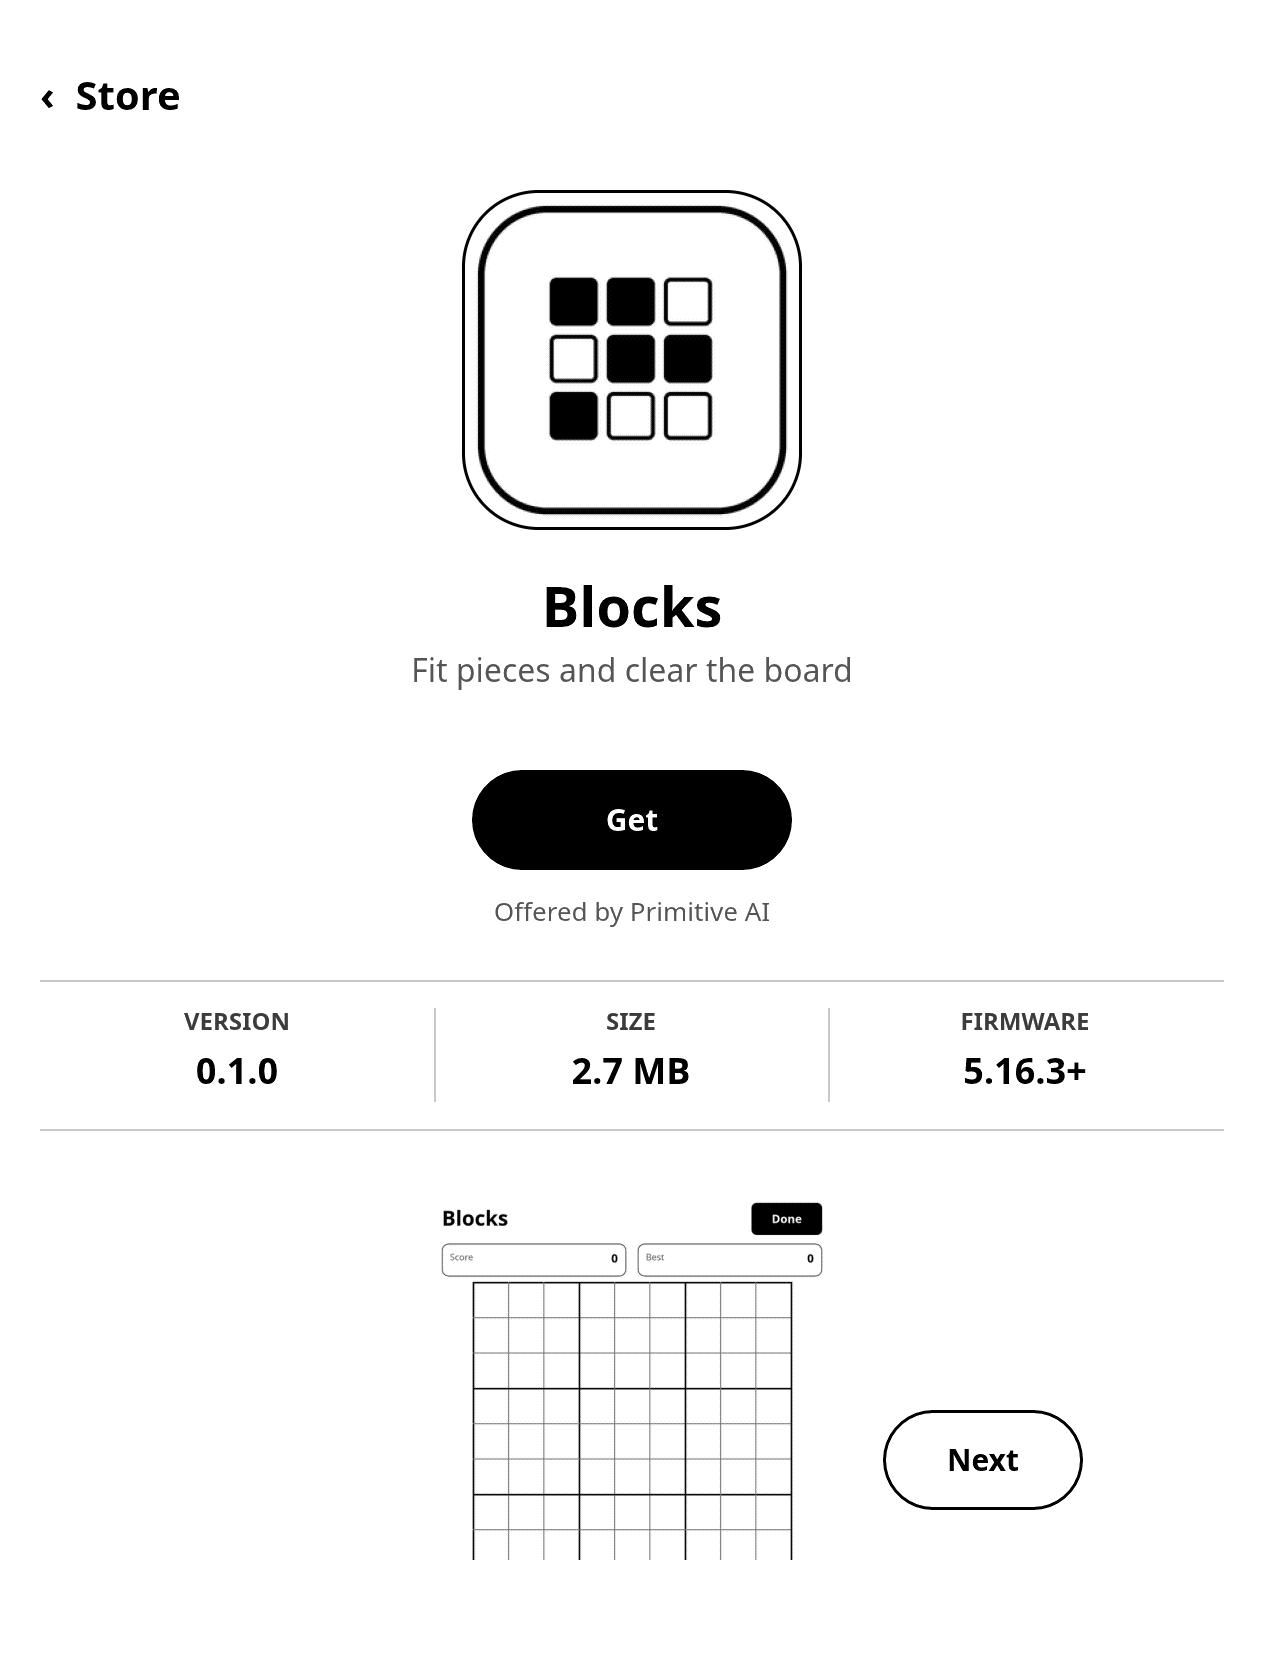 ‹ Store
Blocks
Fit pieces and clear the board
Get
Offered by Primitive AI
VERSION SIZE FIRMWARE
0.1.0 2.7 MB 5.16.3+
Blocks Done
Score 0 Best 0
Next